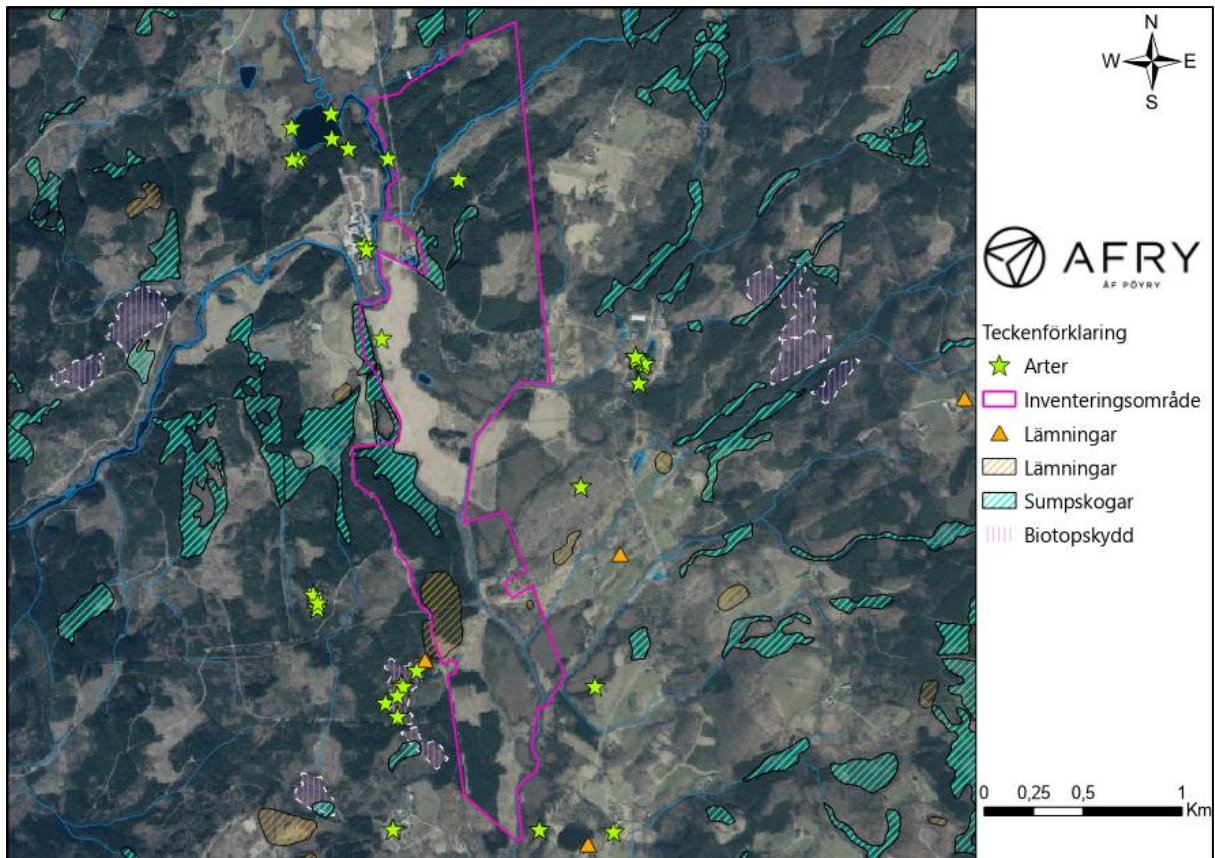 N
W E
S
AFRY
ÅF PÖYRY
Teckenförklaring
Arter
Inventeringsområde
Lämningar
Lämningar
Sumpskogar
Biotopskydd
0 0,25 0,5 1
Km